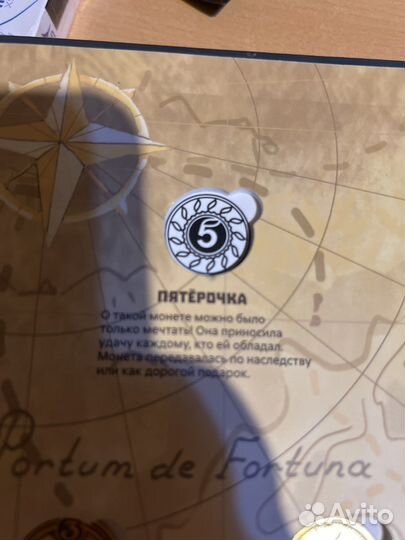 5
ПЯТЁРОЧКА
О такой монете можно было
только мечтать! Она приносила
удачу каждому, кто ей обладал.
Монета передавалась по наследству
или как дорогой подарок.
Portum de Fortuna
3
Avito